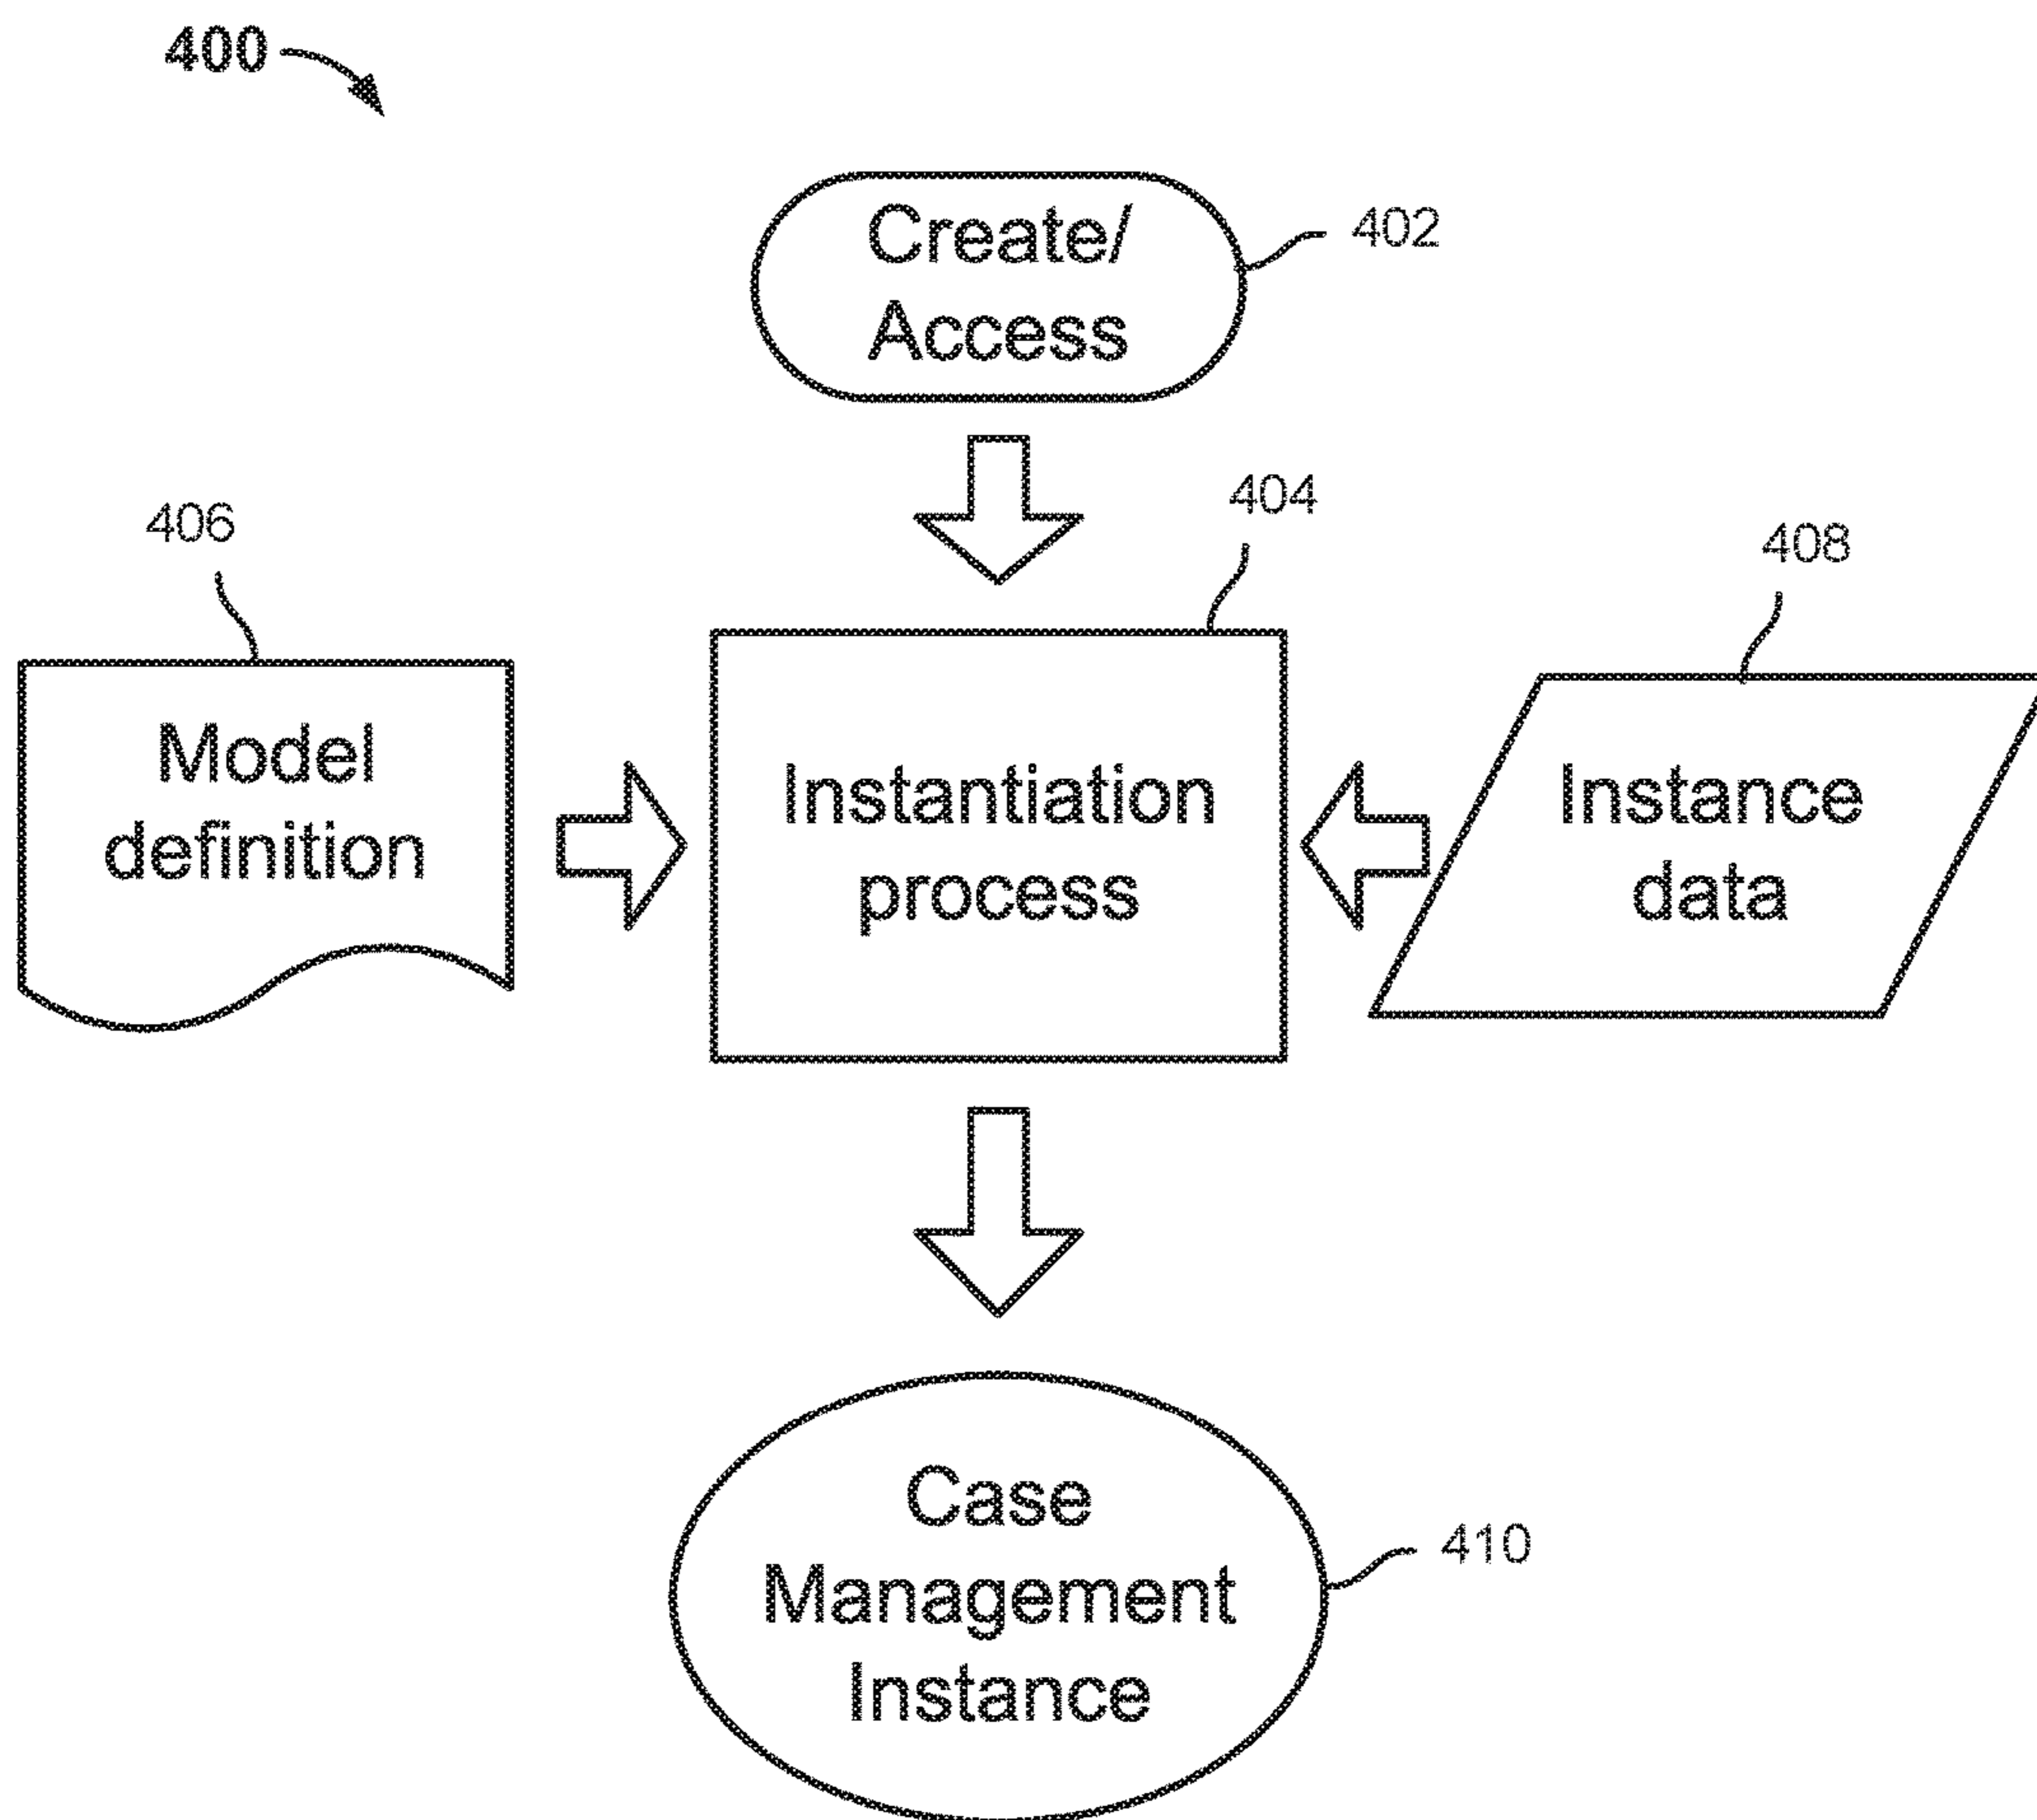 400
Create/
Access
402
404
406
408
Model
definition
Instantiation
process
Instance
data
Case
Management
Instance
410